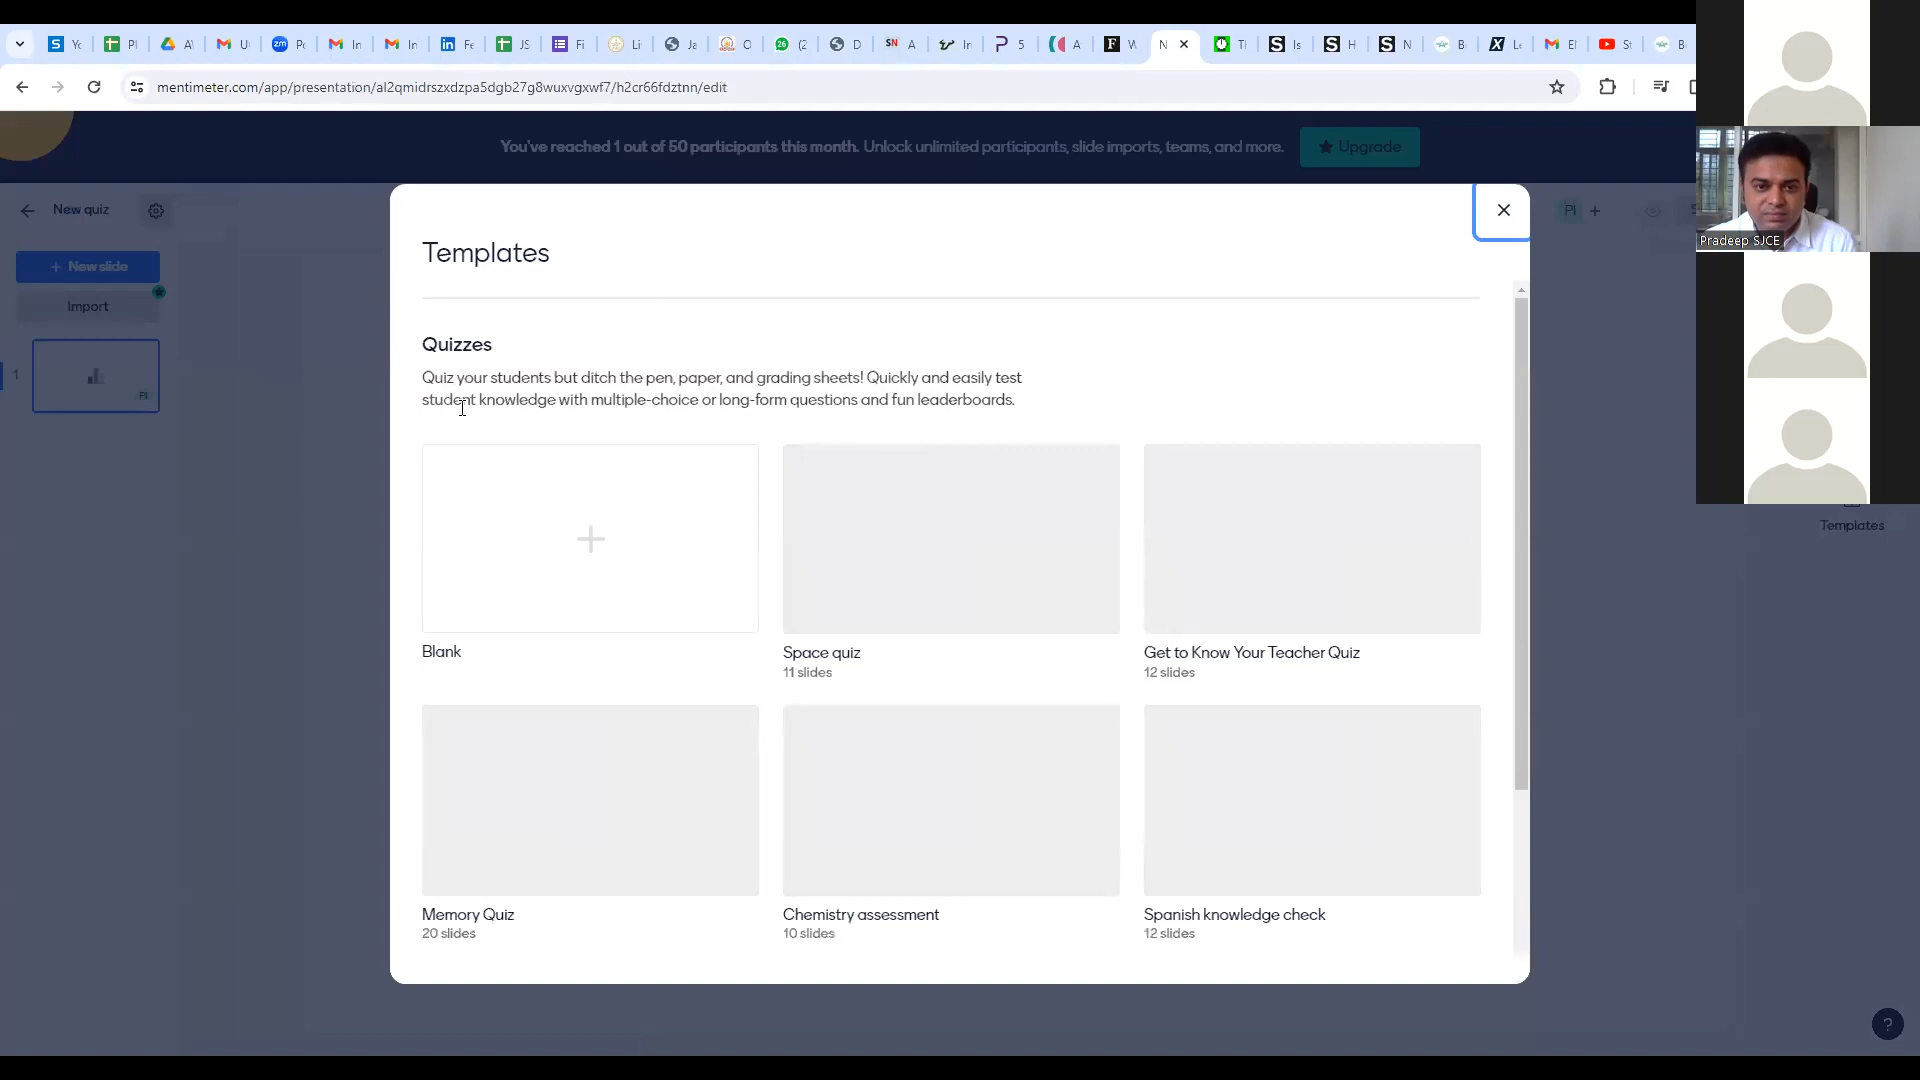 mentimeter.com/app/presentation/al2qmidrszxdzpa5dgb27g8wuxvgxwf7/h2cr66fdztnn/edit
You've reached 1 out of 50 participants this month. Unlock unlimited participants, slide imports, teams, and more.
Upgrade
New quiz
New slide
Import
1
PI
PI
Templates
Quizzes
Quiz your students but ditch the pen, paper, and grading sheets! Quickly and easily test
student knowledge with multiple-choice or long-form questions and fun leaderboards.
Blank
Space quiz
11 slides
Get to Know Your Teacher Quiz
12 slides
Memory Quiz
20 slides
Chemistry assessment
10 slides
Spanish knowledge check
12 slides
Pradeep SJCE
Templates
?